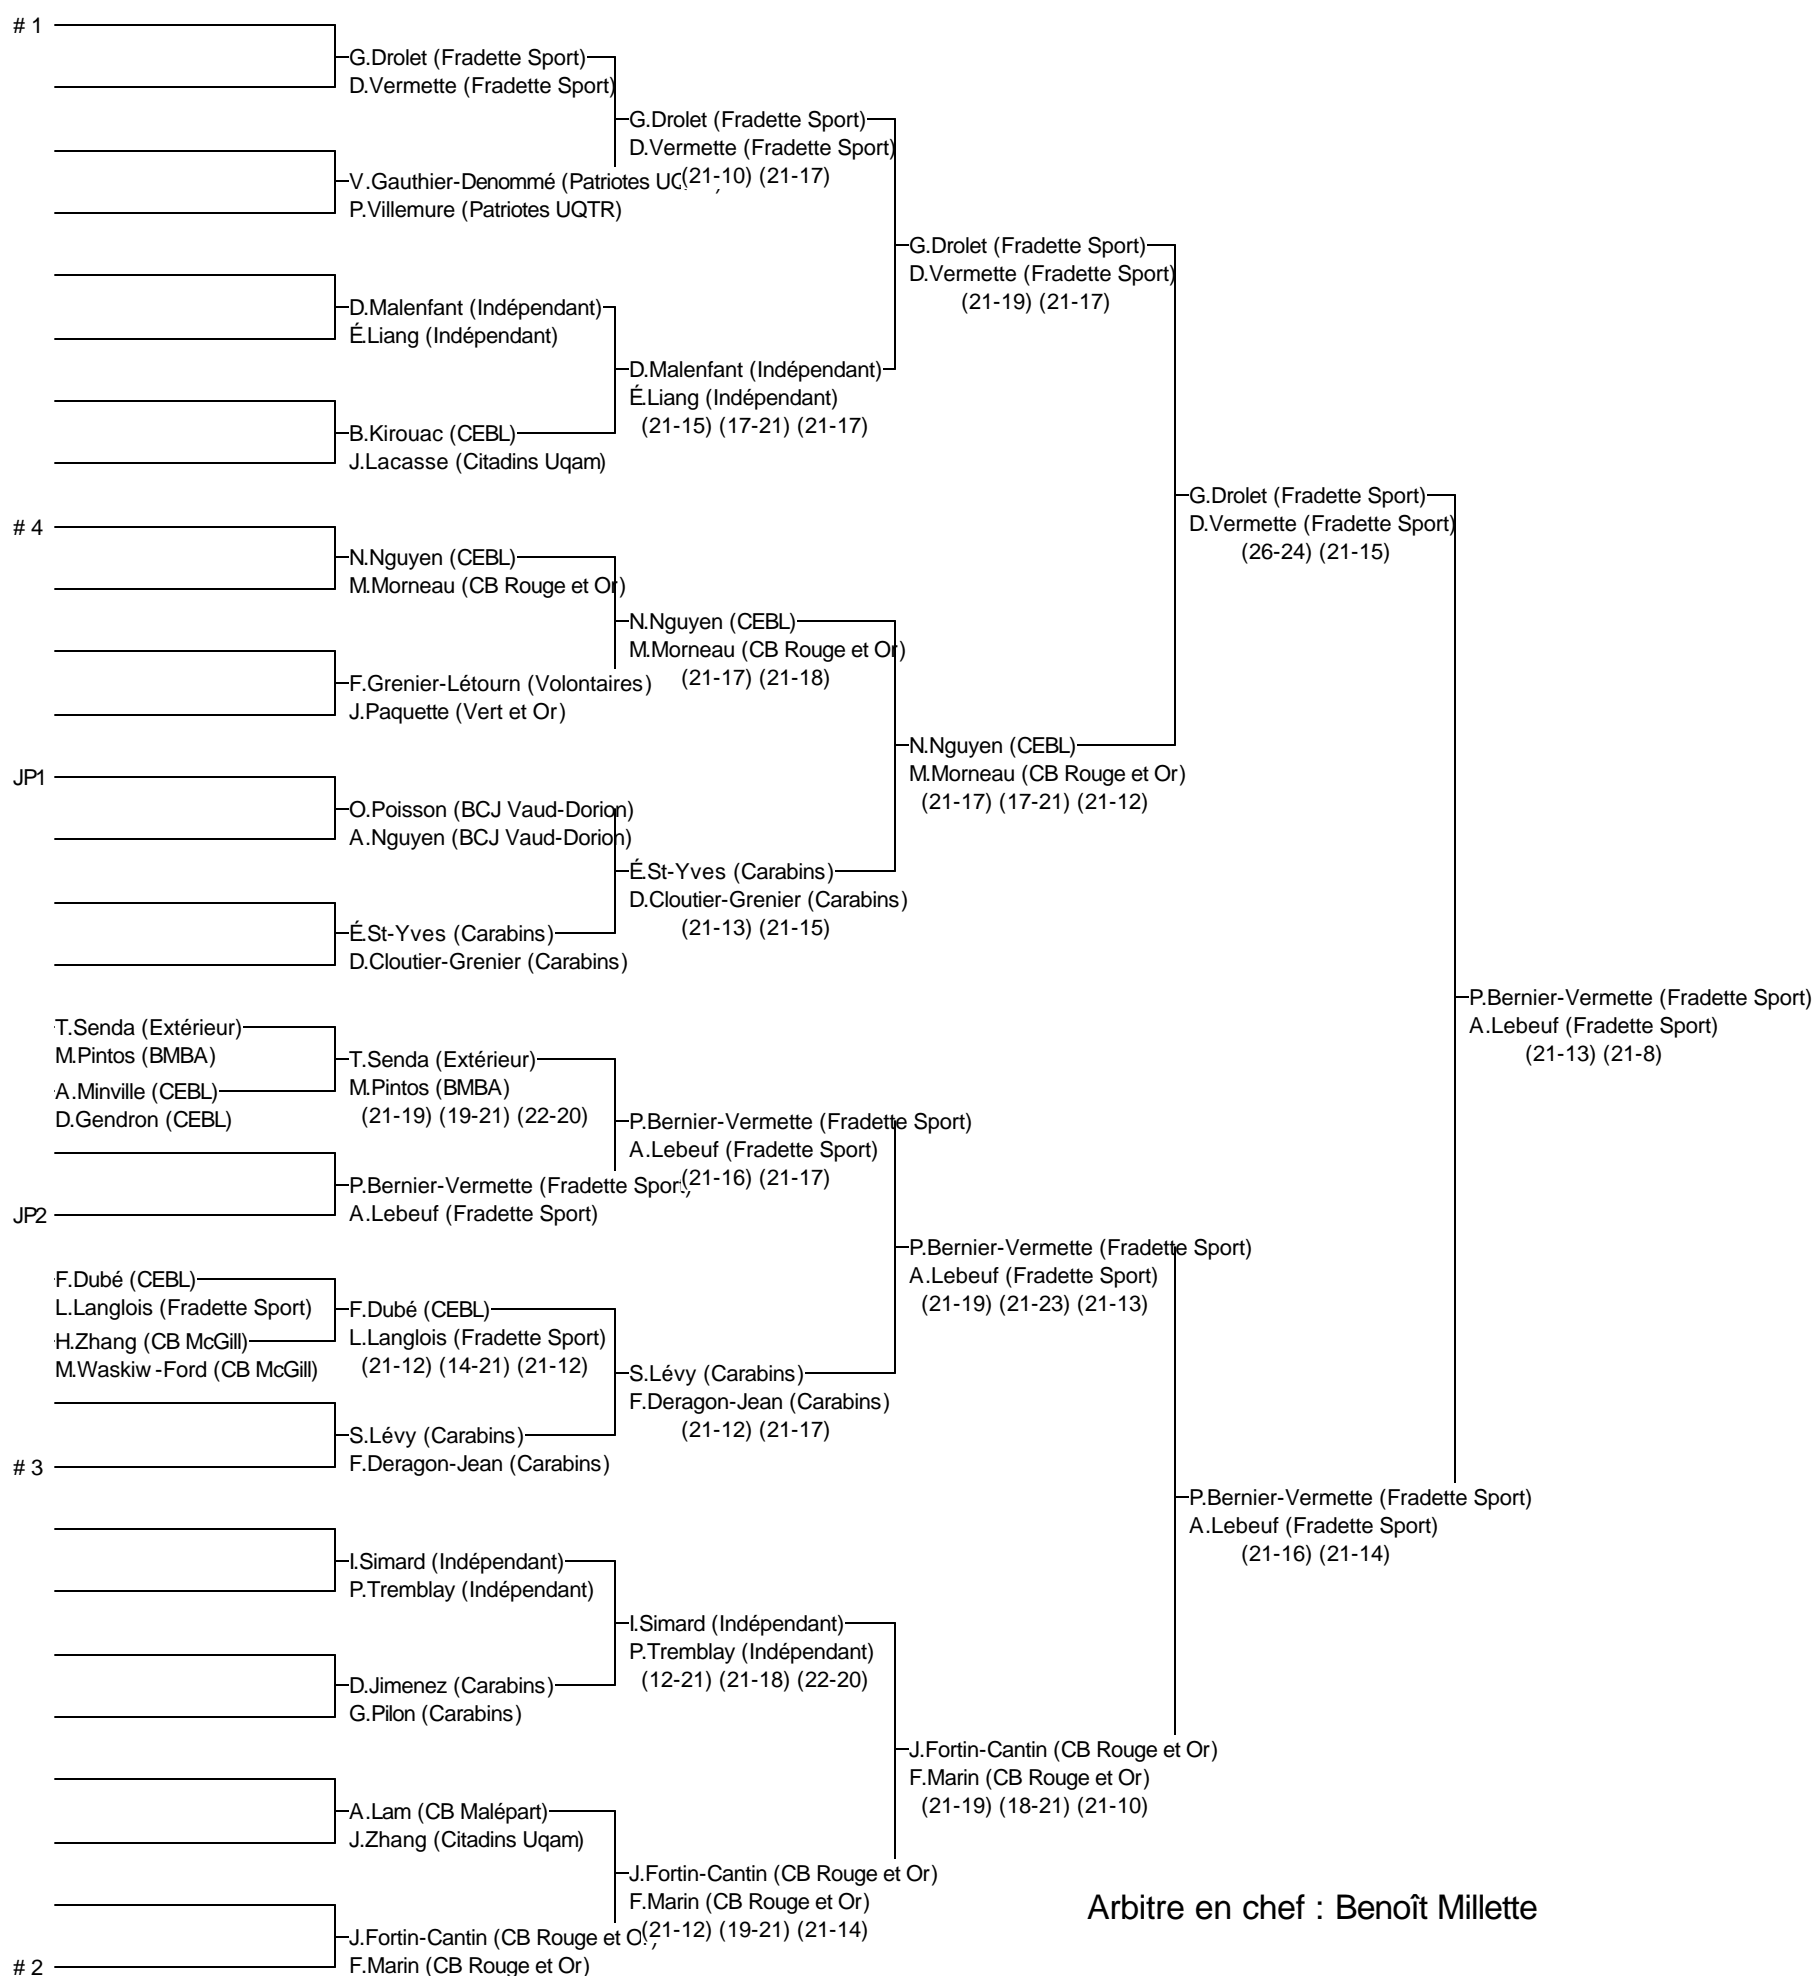 # 1
G.Drolet (Fradette Sport)
D.Vermette (Fradette Sport)
G.Drolet (Fradette Sport)
D.Vermette (Fradette Sport)
(21-10) (21-17)
V.Gauthier-Denommé (Patriotes
P.Villemure (Patriotes UQTR)
G.Drolet (Fradette Sport)
D.Vermette (Fradette Sport)
(21-19) (21-17)
D.Malenfant (Indépendant)
É.Liang (Indépendant)
D.Malenfant (Indépendant)
É.Liang (Indépendant)
(21-15) (17-21) (21-17)
B.Kirouac (CEBL)
J.Lacasse (Citadins Uqam)
G.Drolet (Fradette Sport)
D.Vermette (Fradette Sport)
(26-24) (21-15)
# 4
N.Nguyen (CEBL)
M.Morneau (CB Rouge et Or)
N.Nguyen (CEBL)
M.Morneau (CB Rouge et Or)
(21-17) (21-18)
F.Grenier-Létourn (Volontaires)
J.Paquette (Vert et Or)
N.Nguyen (CEBL)
M.Morneau (CB Rouge et Or)
(21-17) (17-21) (21-12)
JP1
O.Poisson (BCJ Vaud-Dorion)
A.Nguyen (BCJ Vaud-Dorion)
É.St-Yves (Carabins)
D.Cloutier-Grenier (Carabins)
(21-13) (21-15)
É.St-Yves (Carabins)
D.Cloutier-Grenier (Carabins)
P.Bernier-Vermette (Fradette Sport)
A.Lebeuf (Fradette Sport)
(21-13) (21-8)
T.Senda (Extérieur)
M.Pintos (BMBA)
T.Senda (Extérieur)
M.Pintos (BMBA)
(21-19) (19-21) (22-20)
A.Minville (CEBL)
D.Gendron (CEBL)
P.Bernier-Vermette (Fradette Sport)
A.Lebeuf (Fradette Sport)
(21-16) (21-17)
P.Bernier-Vermette (Fradette Sport)
A.Lebeuf (Fradette Sport)
JP2
P.Bernier-Vermette (Fradette Sport)
A.Lebeuf (Fradette Sport)
(21-19) (21-23) (21-13)
F.Dubé (CEBL)
L.Langlois (Fradette Sport)
F.Dubé (CEBL)
L.Langlois (Fradette Sport)
(21-12) (14-21) (21-12)
H.Zhang (CB McGill)
M.Waskiw-Ford (CB McGill)
S.Lévy (Carabins)
F.Deragon-Jean (Carabins)
(21-12) (21-17)
S.Lévy (Carabins)
F.Deragon-Jean (Carabins)
# 3
P.Bernier-Vermette (Fradette Sport)
A.Lebeuf (Fradette Sport)
(21-16) (21-14)
I.Simard (Indépendant)
P.Tremblay (Indépendant)
I.Simard (Indépendant)
P.Tremblay (Indépendant)
(12-21) (21-18) (22-20)
D.Jimenez (Carabins)
G.Pilon (Carabins)
J.Fortin-Cantin (CB Rouge et Or)
F.Marin (CB Rouge et Or)
(21-19) (18-21) (21-10)
A.Lam (CB Malépart)
J.Zhang (Citadins Uqam)
J.Fortin-Cantin (CB Rouge et Or)
F.Marin (CB Rouge et Or)
(21-12) (19-21) (21-14)
J.Fortin-Cantin (CB Rouge et
F.Marin (CB Rouge et Or)
# 2
Arbitre en chef : Benoît Millette